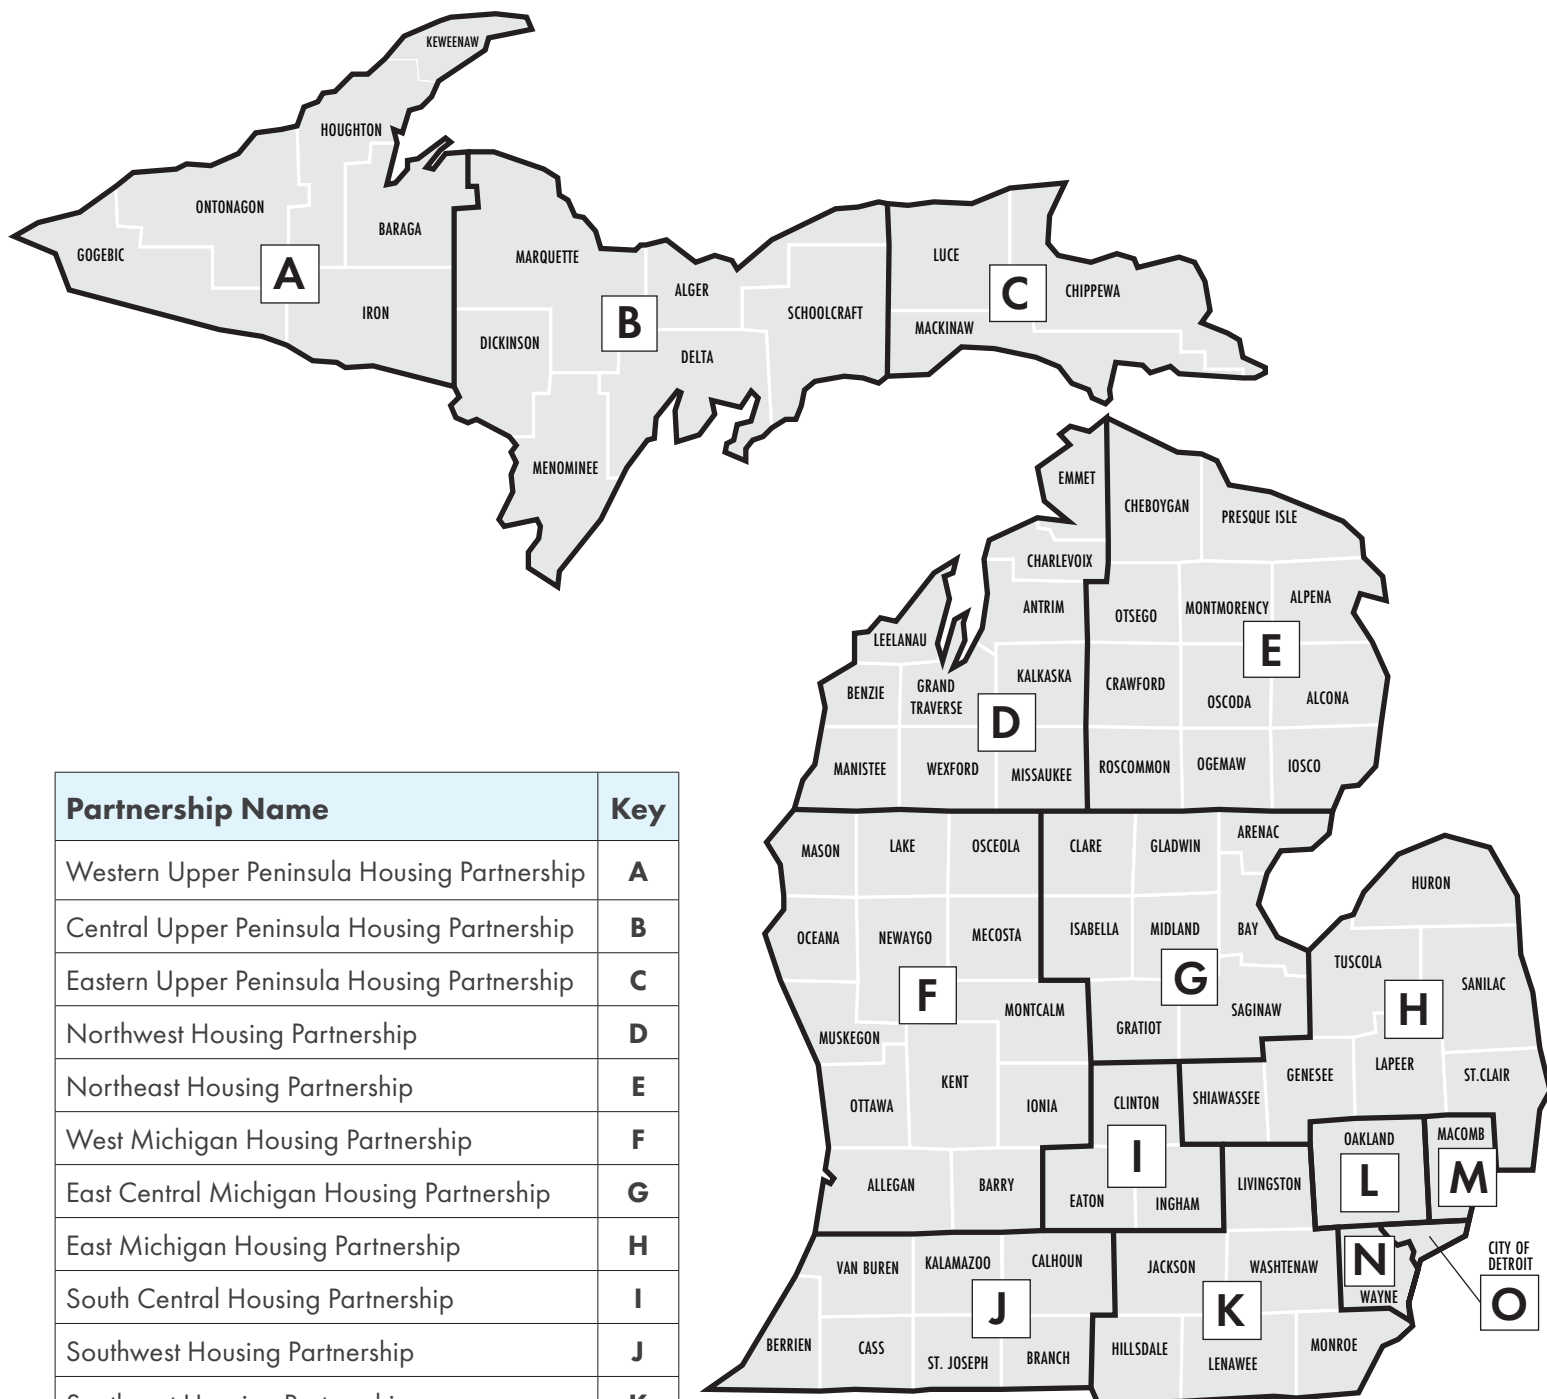 KEWEENAW
HOUGHTON
ONTONAGON
BARAGA
GOGEBIC
A
IRON
MARQUETTE
ALGER
B
SCHOOLCRAFT
DICKINSON
DELTA
MENOMINEE
LUCE
C
CHIPPEWA
MACKINAW
EMMET
CHEBOYGAN
PRESQUE ISLE
CHARLEVOIX
ANTRIM
OTSEGO
MONTMORENCY
ALPENA
LEELANAU
E
KALKASKA
CRAWFORD
BENZIE
GRAND
TRAVERSE
OSCODA
ALCONA
D
MANISTEE
WEXFORD
MISSAUKEE
ROSCOMMON
OGEMAW
IOSCO
MASON
LAKE
OSCEOLA
CLARE
GLADWIN
ARENAC
HURON
OCEANA
NEWAYGO
MECOSTA
ISABELLA
MIDLAND
BAY
TUSCOLA
SANILAC
F
G
H
MONTCALM
GRATIOT
SAGINAW
MUSKEGON
KENT
GENESEE
LAPEER
ST.CLAIR
OTTAWA
IONIA
CLINTON
SHIAWASSEE
I
OAKLAND
MACOMB
L
M
ALLEGAN
BARRY
EATON
INGHAM
LIVINGSTON
VAN BUREN
KALAMAZOO
CALHOUN
JACKSON
WASHTENAW
N
WAYNE
CITY OF
DETROIT
O
J
K
BERRIEN
CASS
ST. JOSEPH
BRANCH
HILLSDALE
LENAWEE
MONROE
Partnership Name Key
Western Upper Peninsula Housing Partnership A
Central Upper Peninsula Housing Partnership B
Eastern Upper Peninsula Housing Partnership C
Northwest Housing Partnership D
Northeast Housing Partnership E
West Michigan Housing Partnership F
East Central Michigan Housing Partnership G
East Michigan Housing Partnership H
South Central Housing Partnership I
Southwest Housing Partnership J